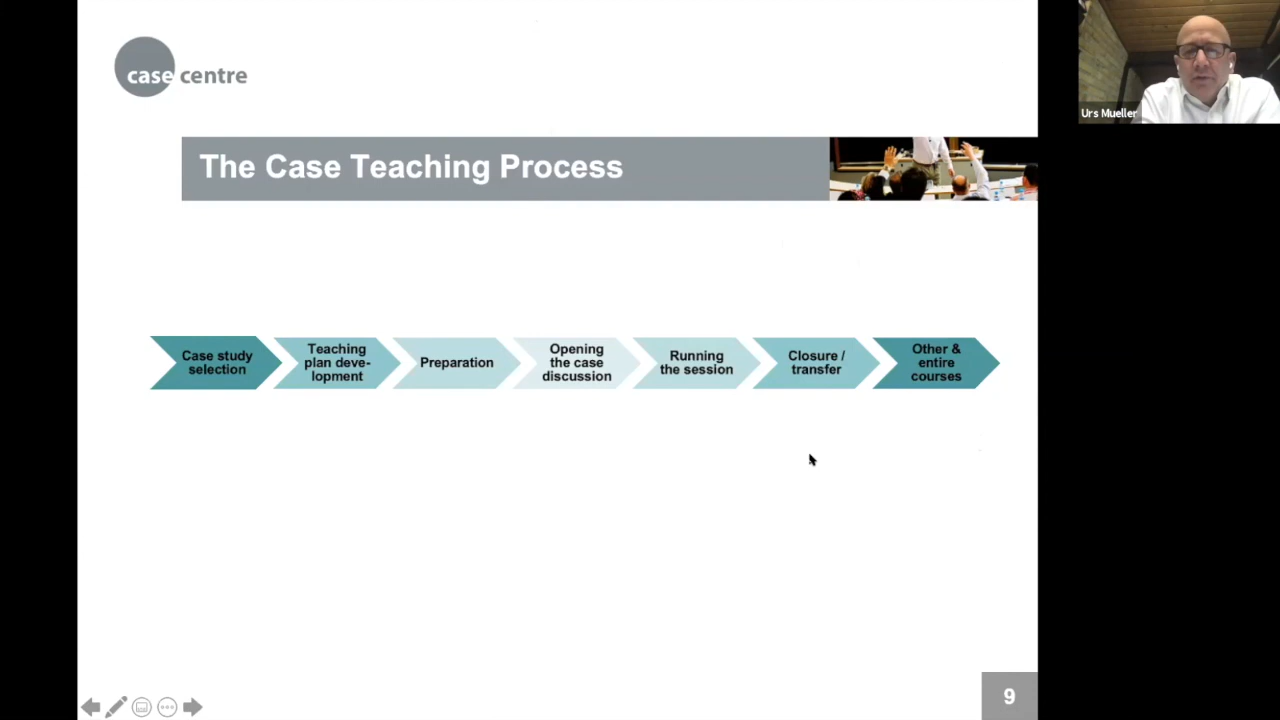 case centre
Urs Mueller
The Case Teaching Process
Case study
selection
Teaching
plan deve-
lopment
Preparation
Opening
the case
discussion
Running
the session
Closure /
transfer
Other &
entire
courses
9